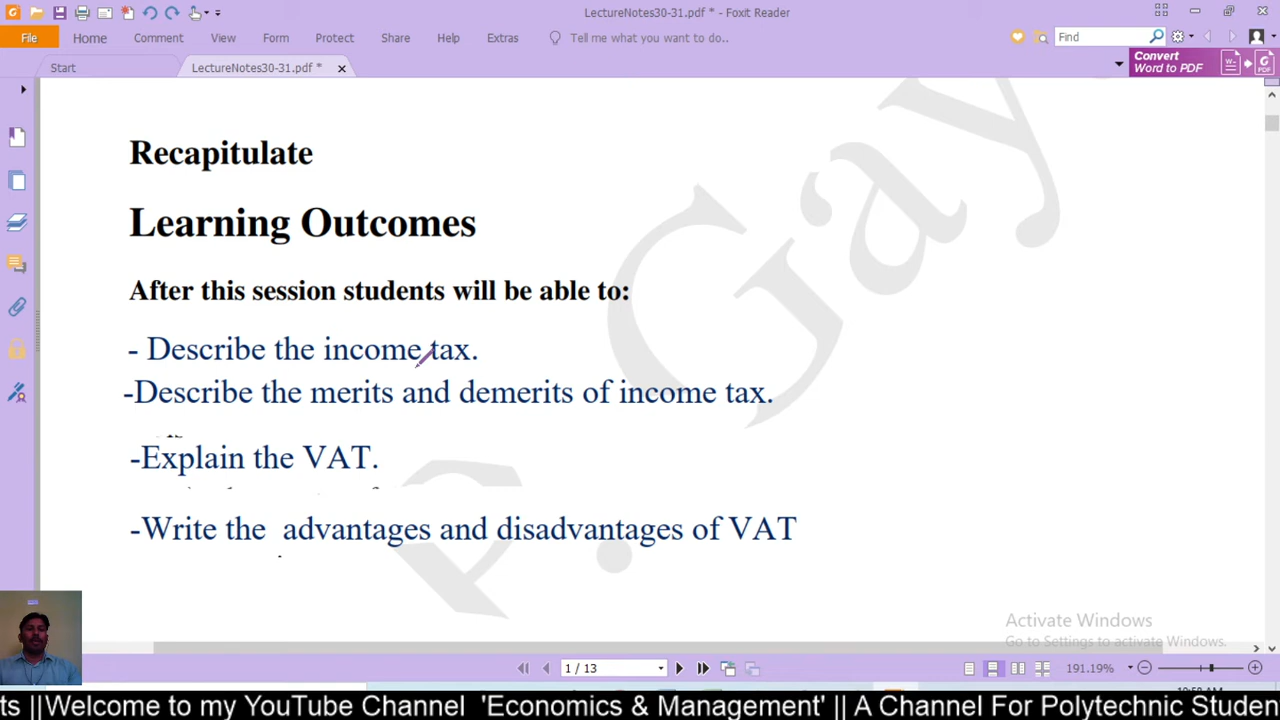 LectureNotes30-31.pdf * - Foxit Reader
File Home Comment View Form Protect Share Help Extras Tell me what you want to do.. Find
Start LectureNotes30-31.pdf *
Convert
Word to PDF
Recapitulate
Learning Outcomes
After this session students will be able to:
- Describe the income tax.
-Describe the merits and demerits of income tax.
-Explain the VAT.
-Write the advantages and disadvantages of VAT
P. Gay
Activate Windows
Go to Settings to activate Windows.
1 / 13 191.19%
ts ||Welcome to my YouTube Channel 'Economics & Management' || A Channel For Polytechnic Studen